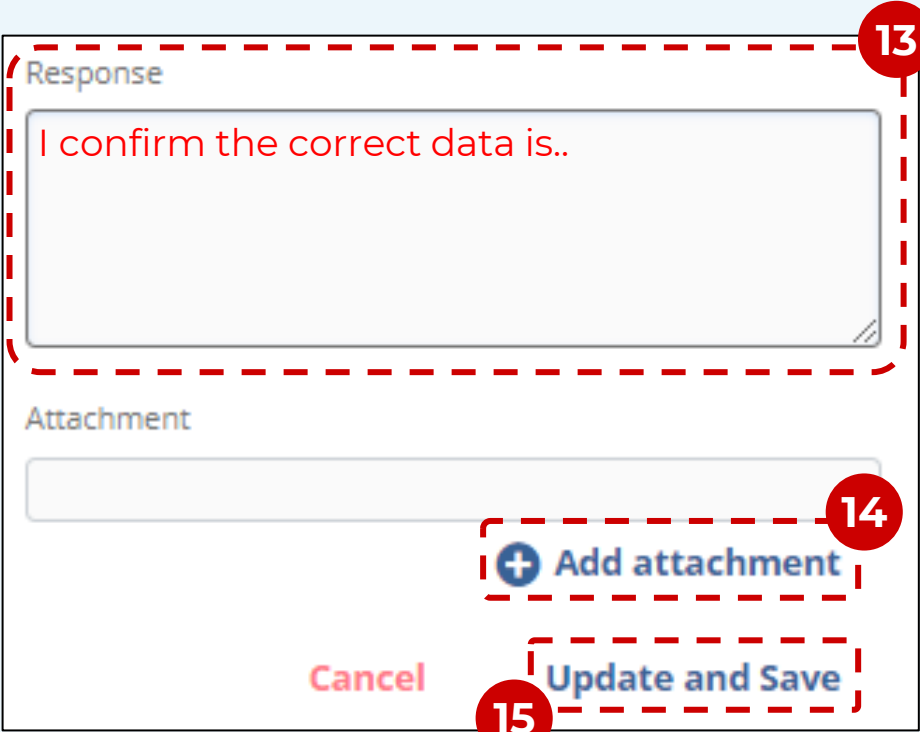 13
Response
I confirm the correct data is..
Attachment
14
Add attachment
Cancel Update and Save
15